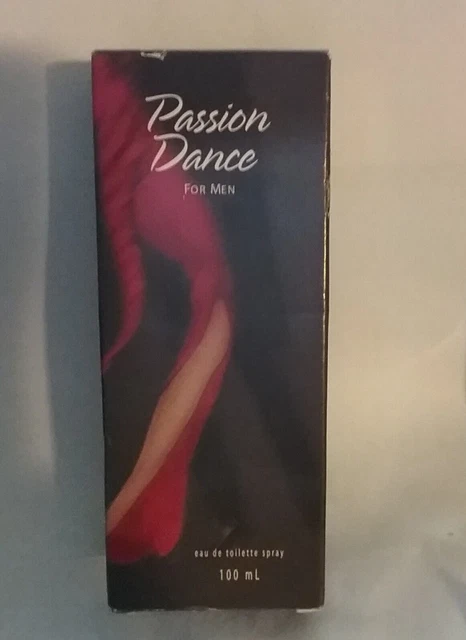 Passion
Dance
FOR MEN
eau de toilette spray
100 mL